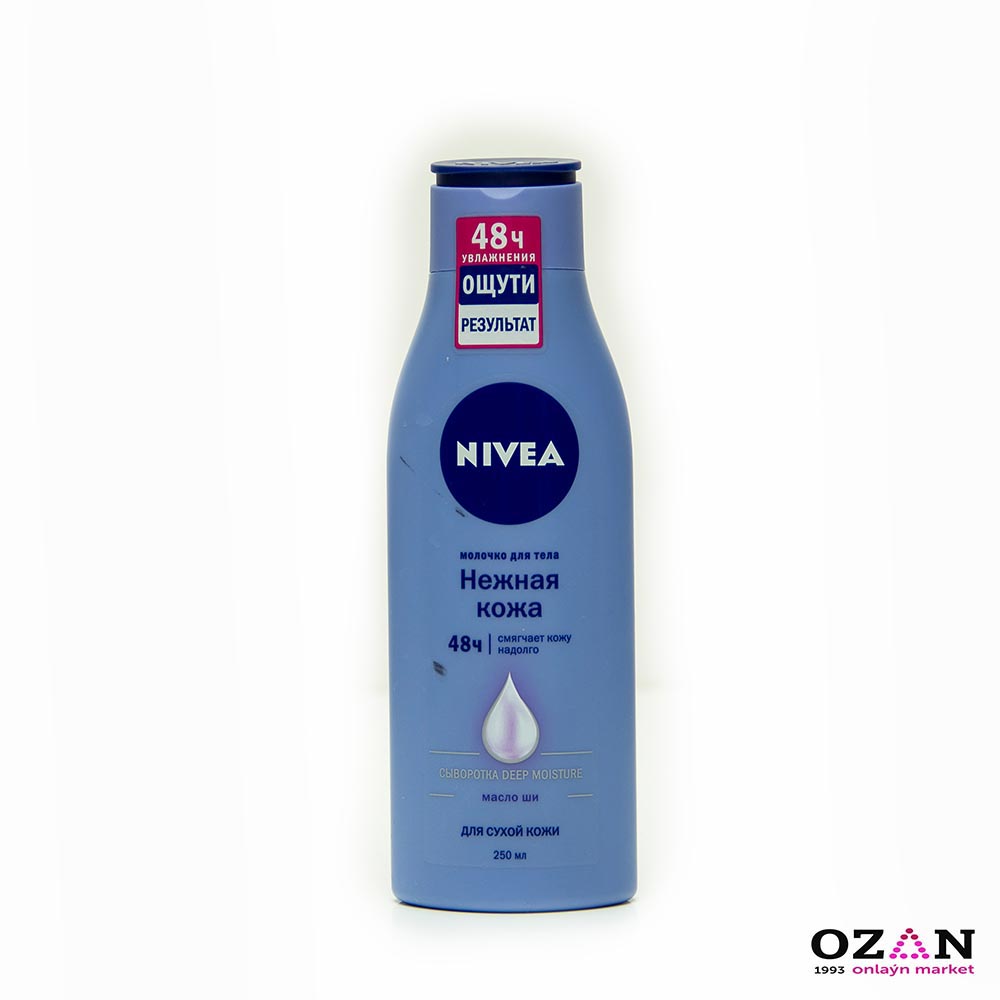 48ч
УВЛАЖНЕНИЯ
ОЩУТИ
РЕЗУЛЬТАТ
NIVEA
МОЛОЧКО ДЛЯ ТЕЛА
Нежная
кожа
48ч
смягчает кожу
надолго
СЫВОРОТКА DEEP MOISTURE
масло ши
для сухой кожи
250 мл
OZAN
1993 onlaýn market